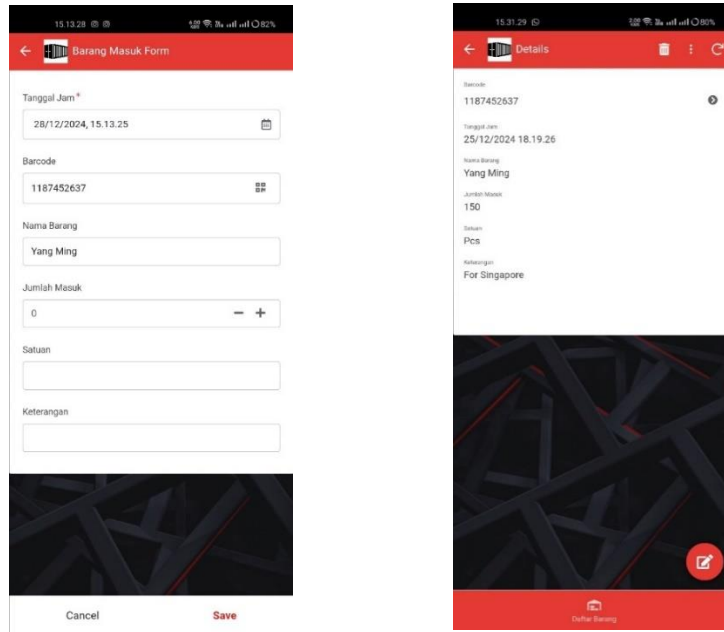 15.13.28
82%
Barang Masuk Form
Tanggal Jam*
28/12/2024, 15.13.25
Barcode
1187452637
Nama Barang
Yang Ming
Jumlah Masuk
0
Satuan
Keterangan
Cancel Save
15.31.29
80%
Details
Barcode
1187452637
Tanggal Jam
25/12/2024 18.19.26
Nama Barang
Yang Ming
Jumlah Masuk
150
Satuan
Pcs
Keterangan
For Singapore
Daftar Barang